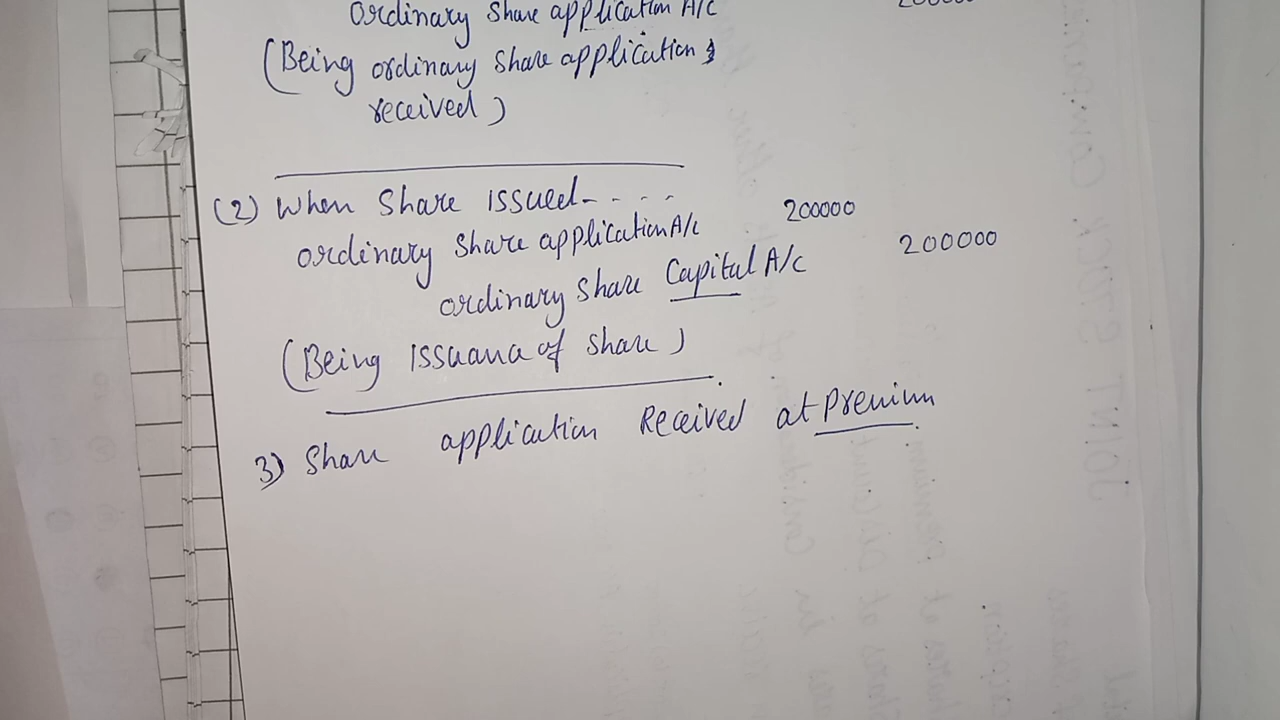 ordinary share application A/c
(Being ordinary share application
received)
(2) When Share issued- . . . .
ordinary share application A/c 200000
ordinary share Capital A/c 200000
(Being issuana of share)
3) Share application Received at Premium